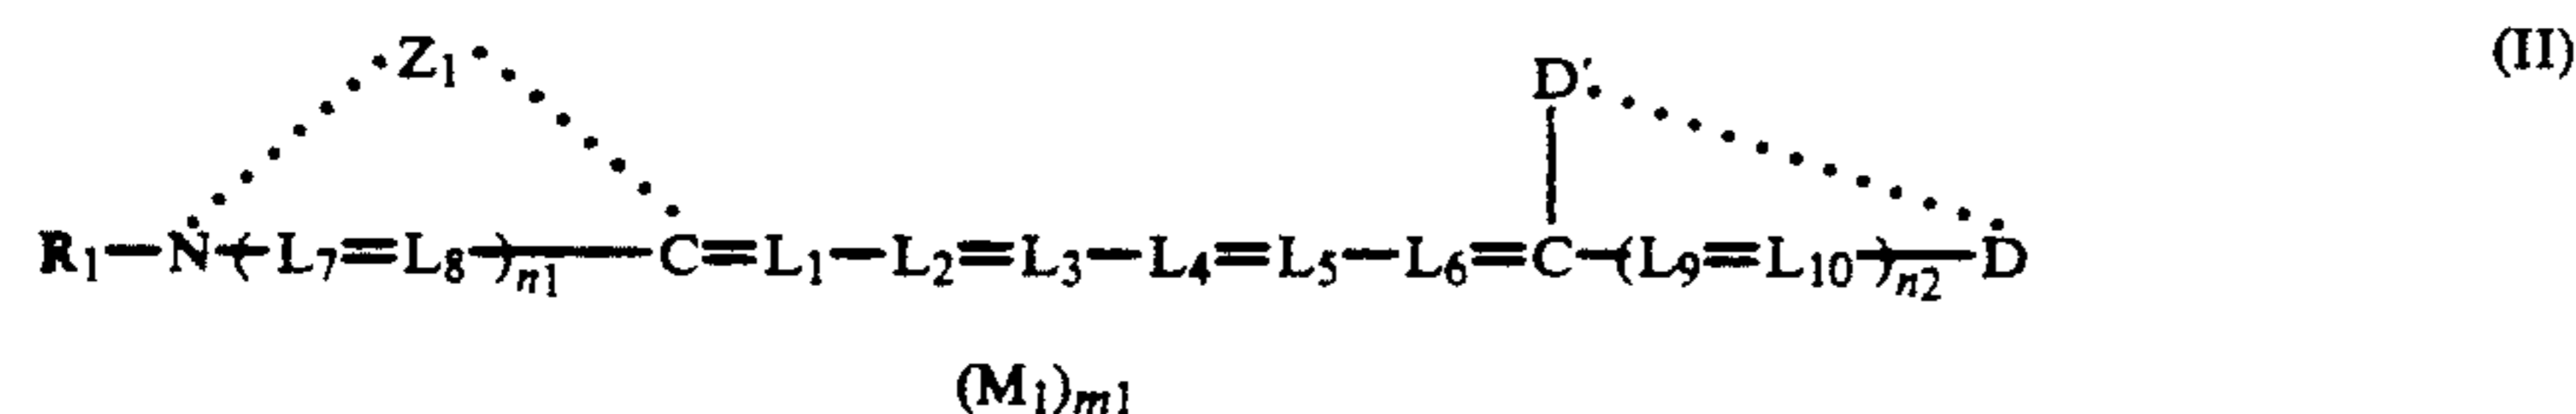 Z1 D' (II)
R1—N—(L7=L8)n1—C=L1—L2=L3—L4=L5—L6=C—(L9=L10)n2—D
(M1)m1